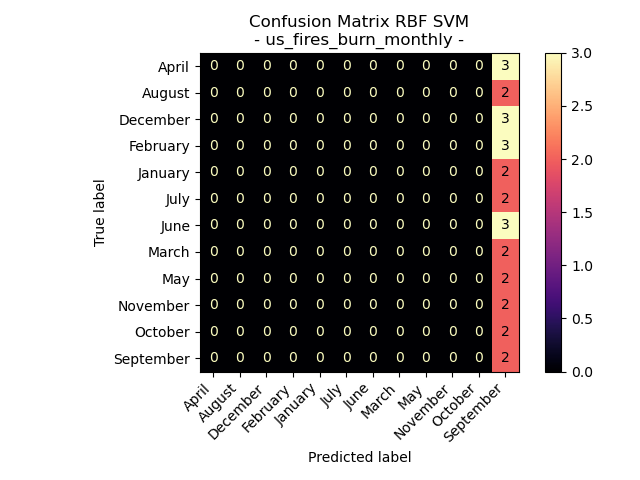 Confusion Matrix RBF SVM
- us_fires_burn_monthly -
True label
April 0 0 0 0 0 0 0 0 0 0 0 3
August 0 0 0 0 0 0 0 0 0 0 0 2
December 0 0 0 0 0 0 0 0 0 0 0 3
February 0 0 0 0 0 0 0 0 0 0 0 3
January 0 0 0 0 0 0 0 0 0 0 0 2
July 0 0 0 0 0 0 0 0 0 0 0 2
June 0 0 0 0 0 0 0 0 0 0 0 3
March 0 0 0 0 0 0 0 0 0 0 0 2
May 0 0 0 0 0 0 0 0 0 0 0 2
November 0 0 0 0 0 0 0 0 0 0 0 2
October 0 0 0 0 0 0 0 0 0 0 0 2
September 0 0 0 0 0 0 0 0 0 0 0 2
April August December February January July June March May November October September
Predicted label
3.0
2.5
2.0
1.5
1.0
0.5
0.0